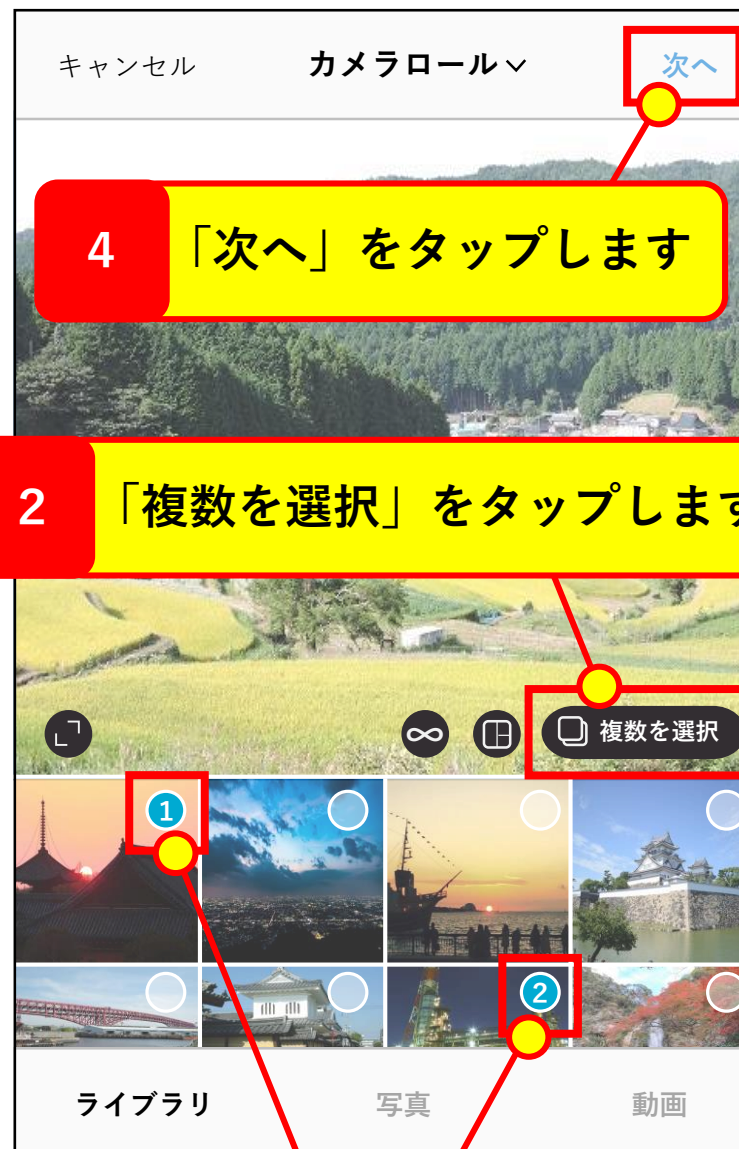 キャンセル カメラロール 次へ
4 「次へ」をタップします
2 「複数を選択」をタップします
複数を選択
1
2
ライブラリ 写真 動画